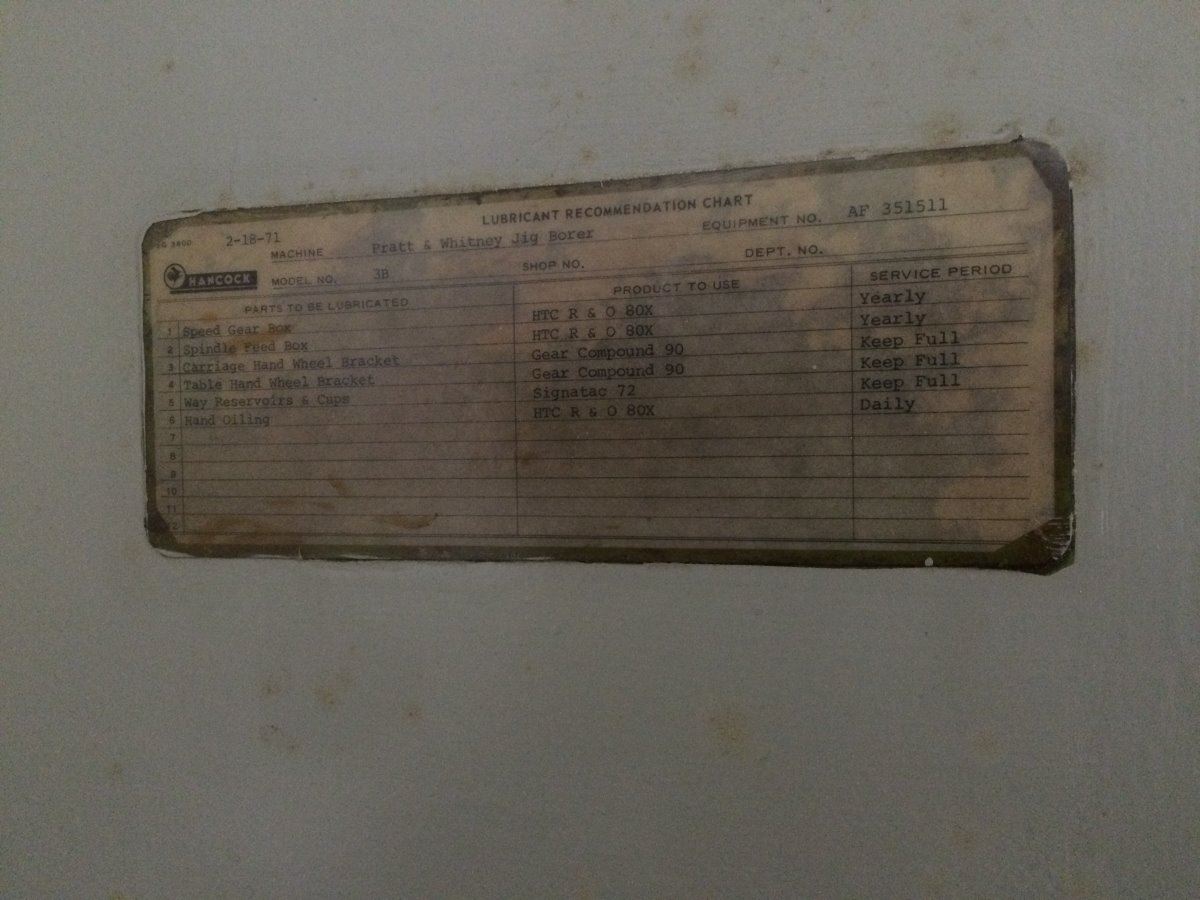 LUBRICANT RECOMMENDATION CHART
2-18-71
MACHINE Pratt & Whitney Jig Borer EQUIPMENT NO. AF 351511
HANCOCK MODEL NO. 3B SHOP NO. DEPT. NO.
PARTS TO BE LUBRICATED PRODUCT TO USE SERVICE PERIOD
1 Speed Gear Box HTC R & O 80X Yearly
2 Spindle Feed Box HTC R & O 80X Yearly
3 Carriage Hand Wheel Bracket Gear Compound 90 Keep Full
4 Table Hand Wheel Bracket Gear Compound 90 Keep Full
5 Way Reservoirs & Cups Signatac 72 Keep Full
6 Hand Oiling HTC R & O 80X Daily
7
8
9
10
11
12